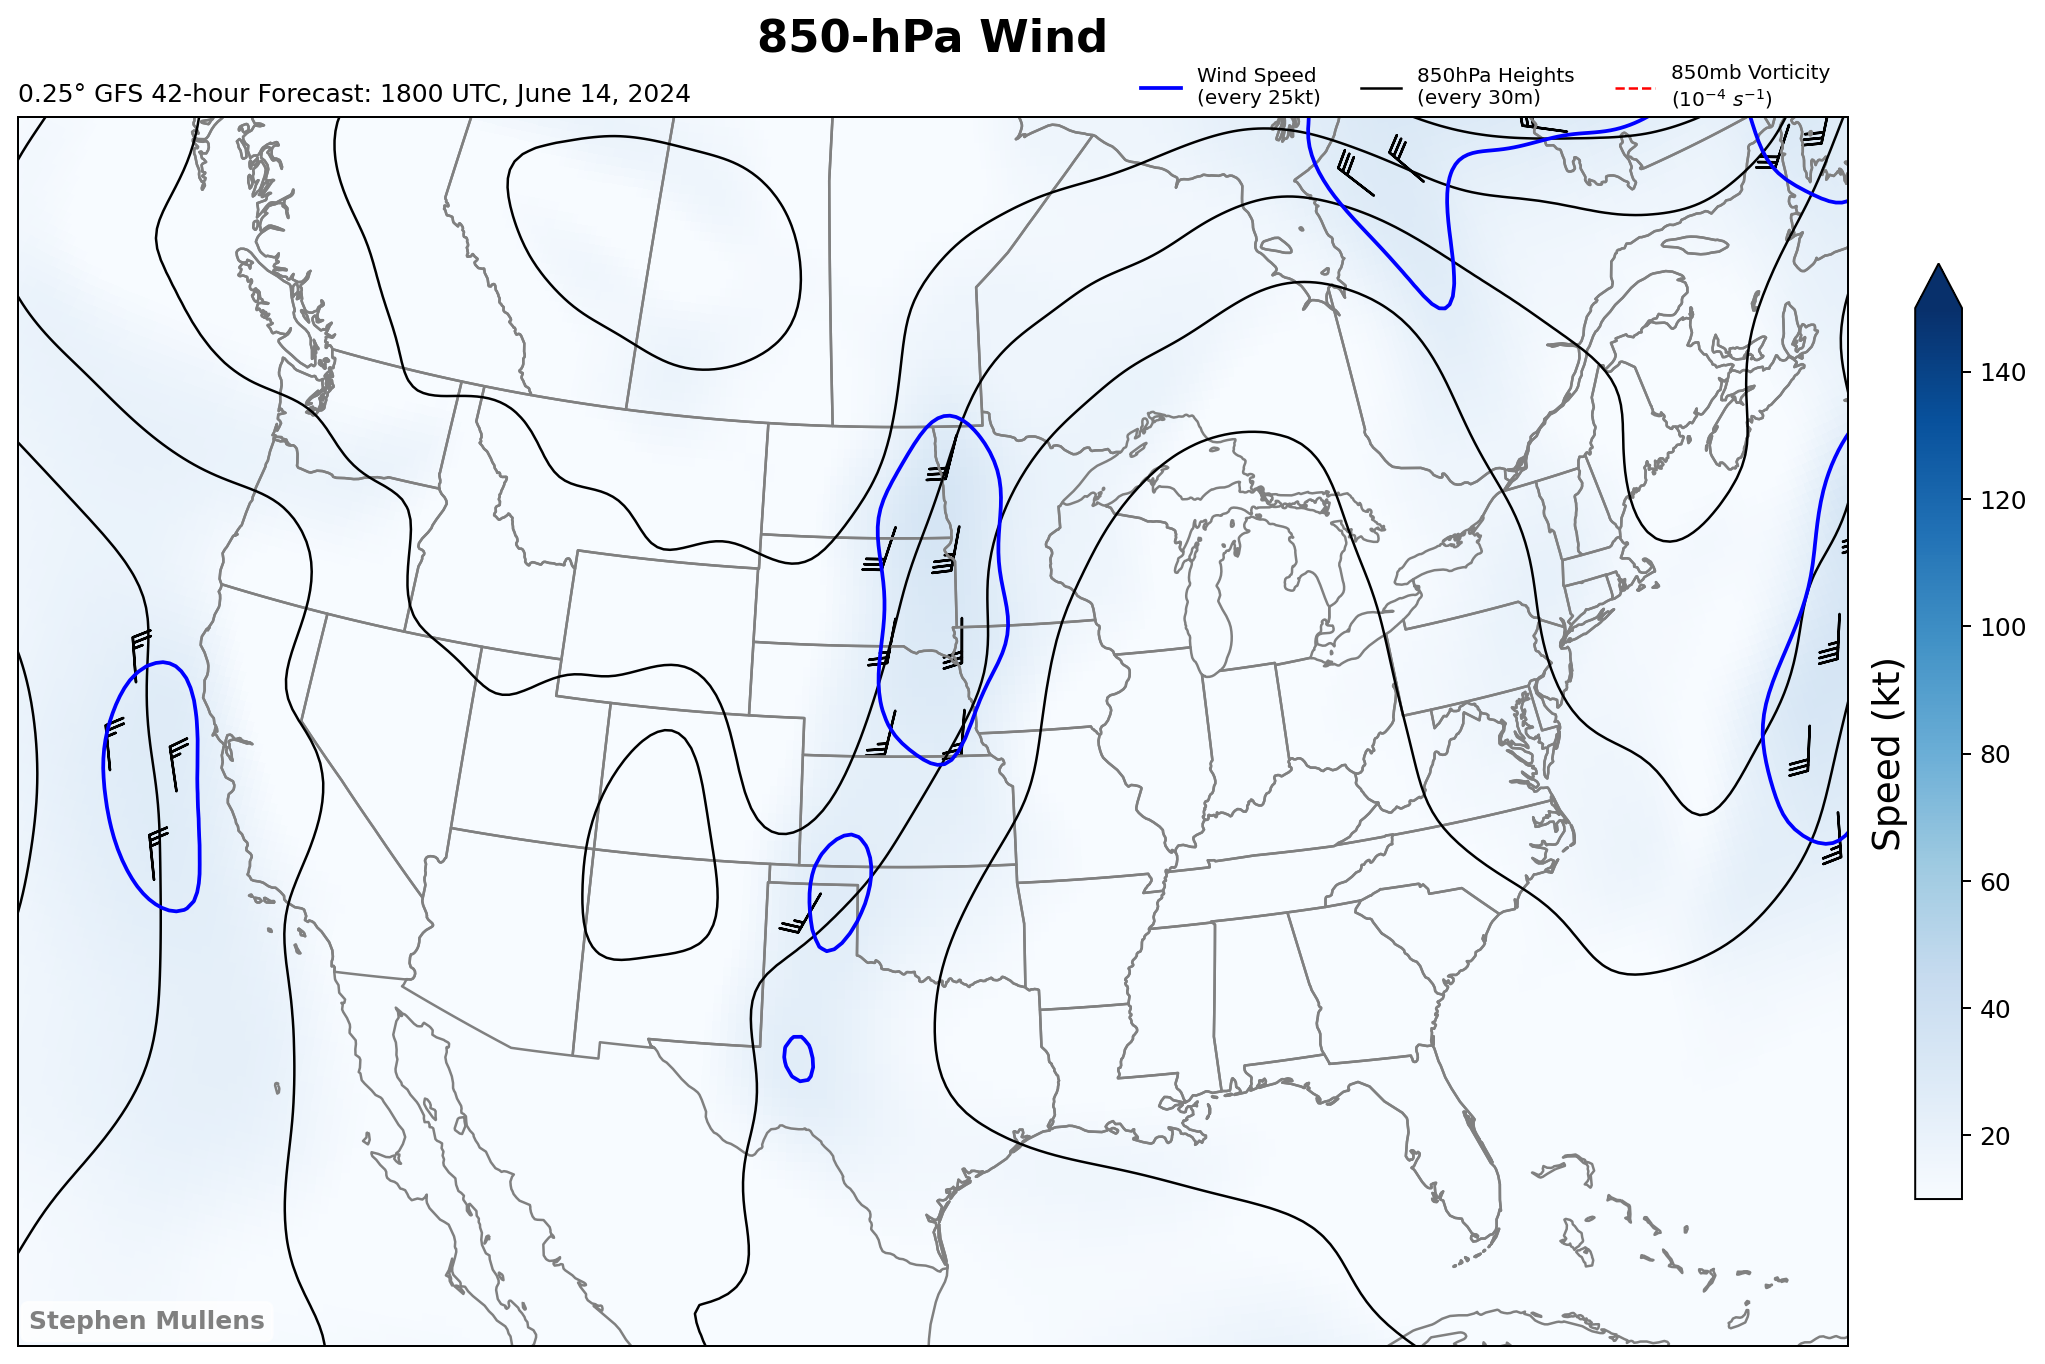 850-hPa Wind
0.25° GFS 42-hour Forecast: 1800 UTC, June 14, 2024
Wind Speed
(every 25kt)
850hPa Heights
(every 30m)
850mb Vorticity
(10⁻⁴ s⁻¹)
140
120
100
80
60
40
20
Speed (kt)
Stephen Mullens